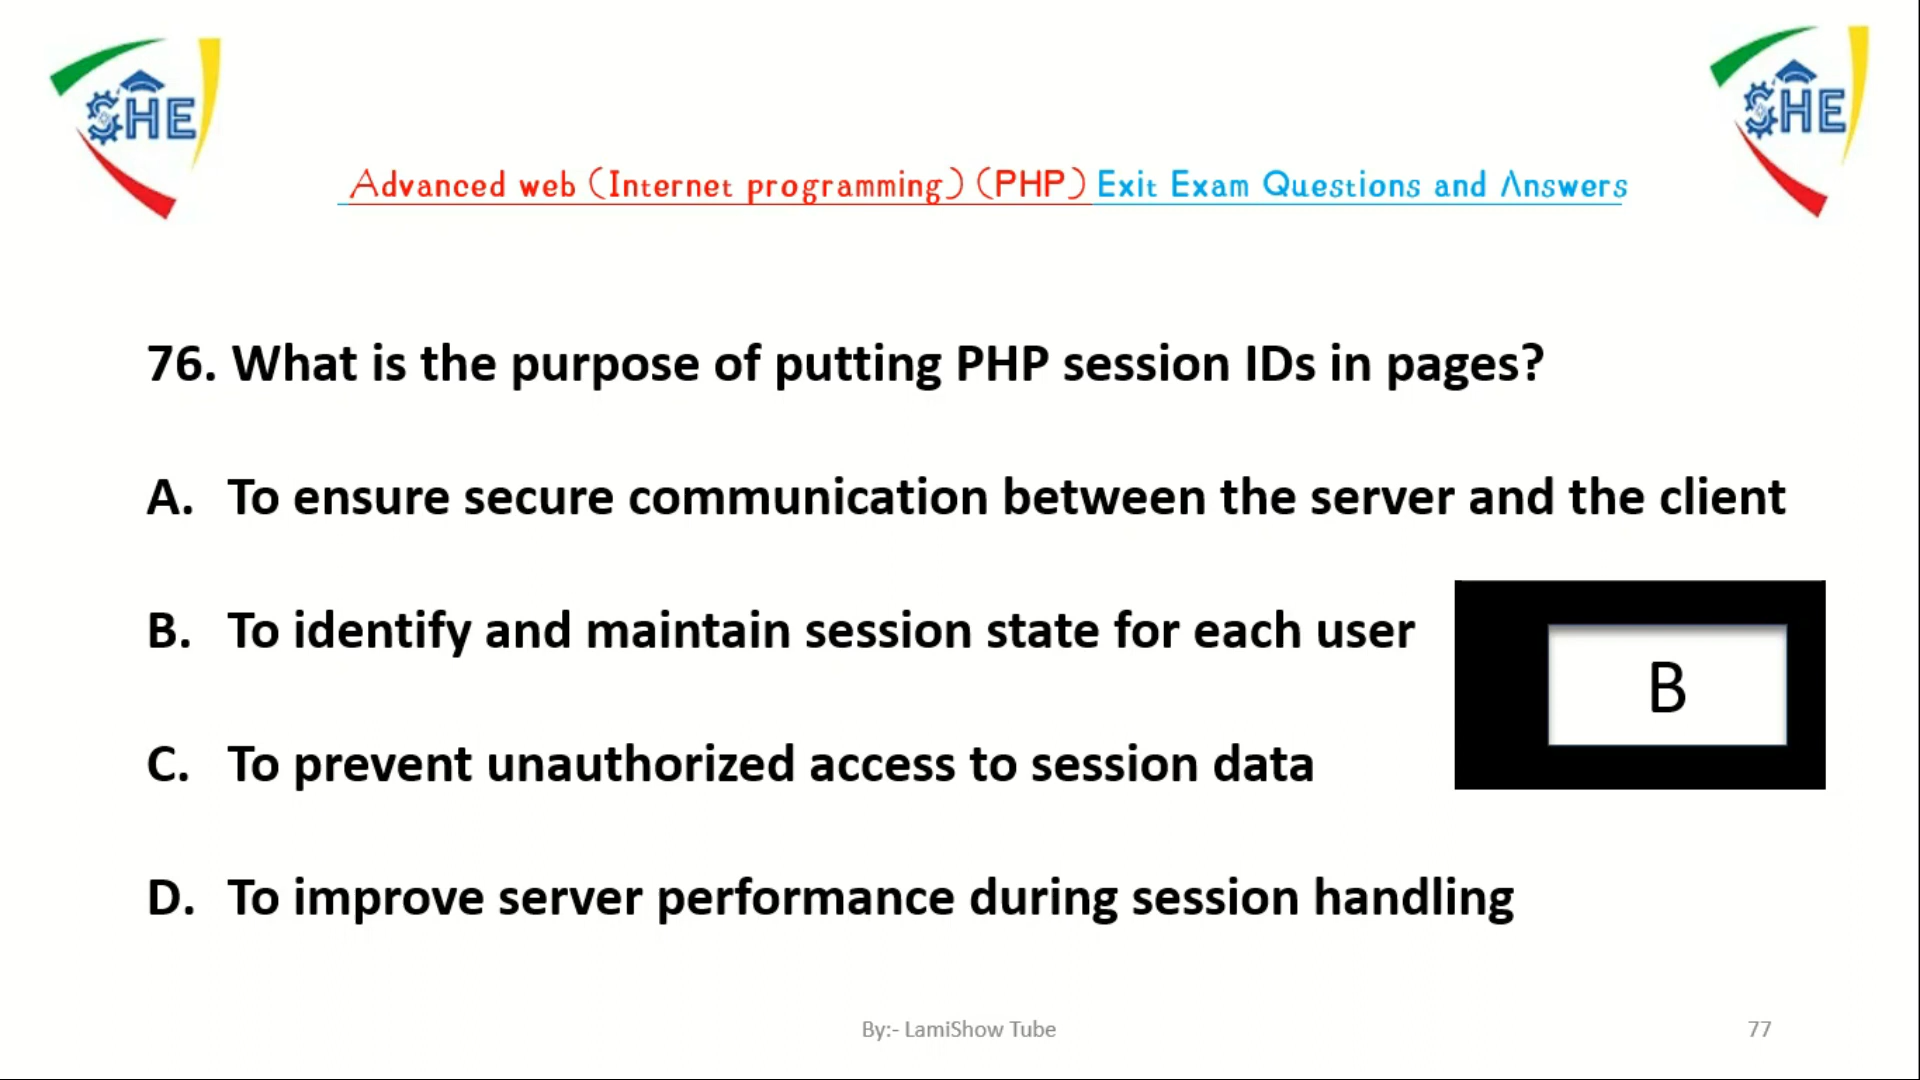 SHE
SHE
Advanced web (Internet programming) (PHP) Exit Exam Questions and Answers
76. What is the purpose of putting PHP session IDs in pages?
A. To ensure secure communication between the server and the client
B. To identify and maintain session state for each user
B
C. To prevent unauthorized access to session data
D. To improve server performance during session handling
By:- LamiShow Tube
77